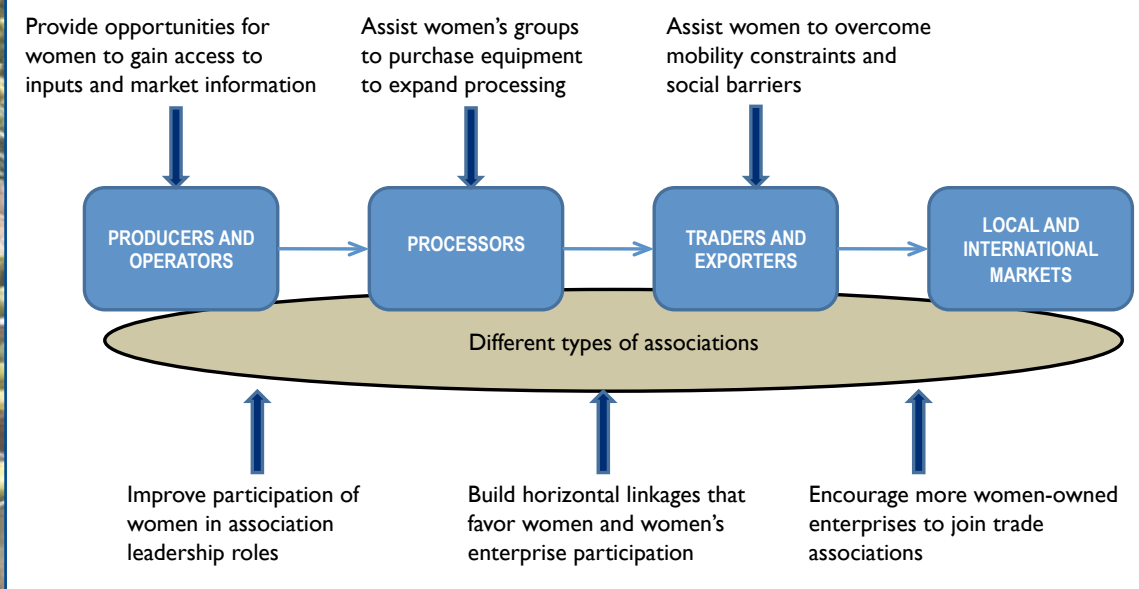 Provide opportunities for
women to gain access to
inputs and market information
Assist women's groups
to purchase equipment
to expand processing
Assist women to overcome
mobility constraints and
social barriers
PRODUCERS AND
OPERATORS
PROCESSORS
TRADERS AND
EXPORTERS
LOCAL AND
INTERNATIONAL
MARKETS
Different types of associations
Improve participation of
women in association
leadership roles
Build horizontal linkages that
favor women and women's
enterprise participation
Encourage more women-owned
enterprises to join trade
associations